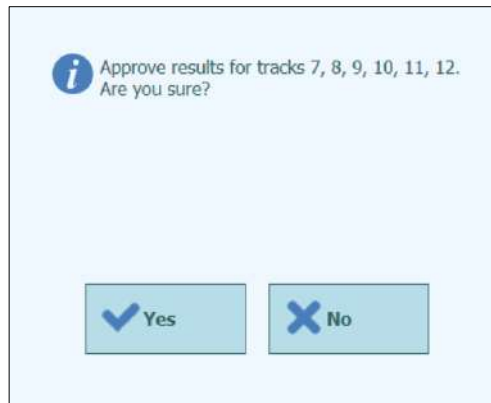 Approve results for tracks 7, 8, 9, 10, 11, 12.
Are you sure?
Yes
No